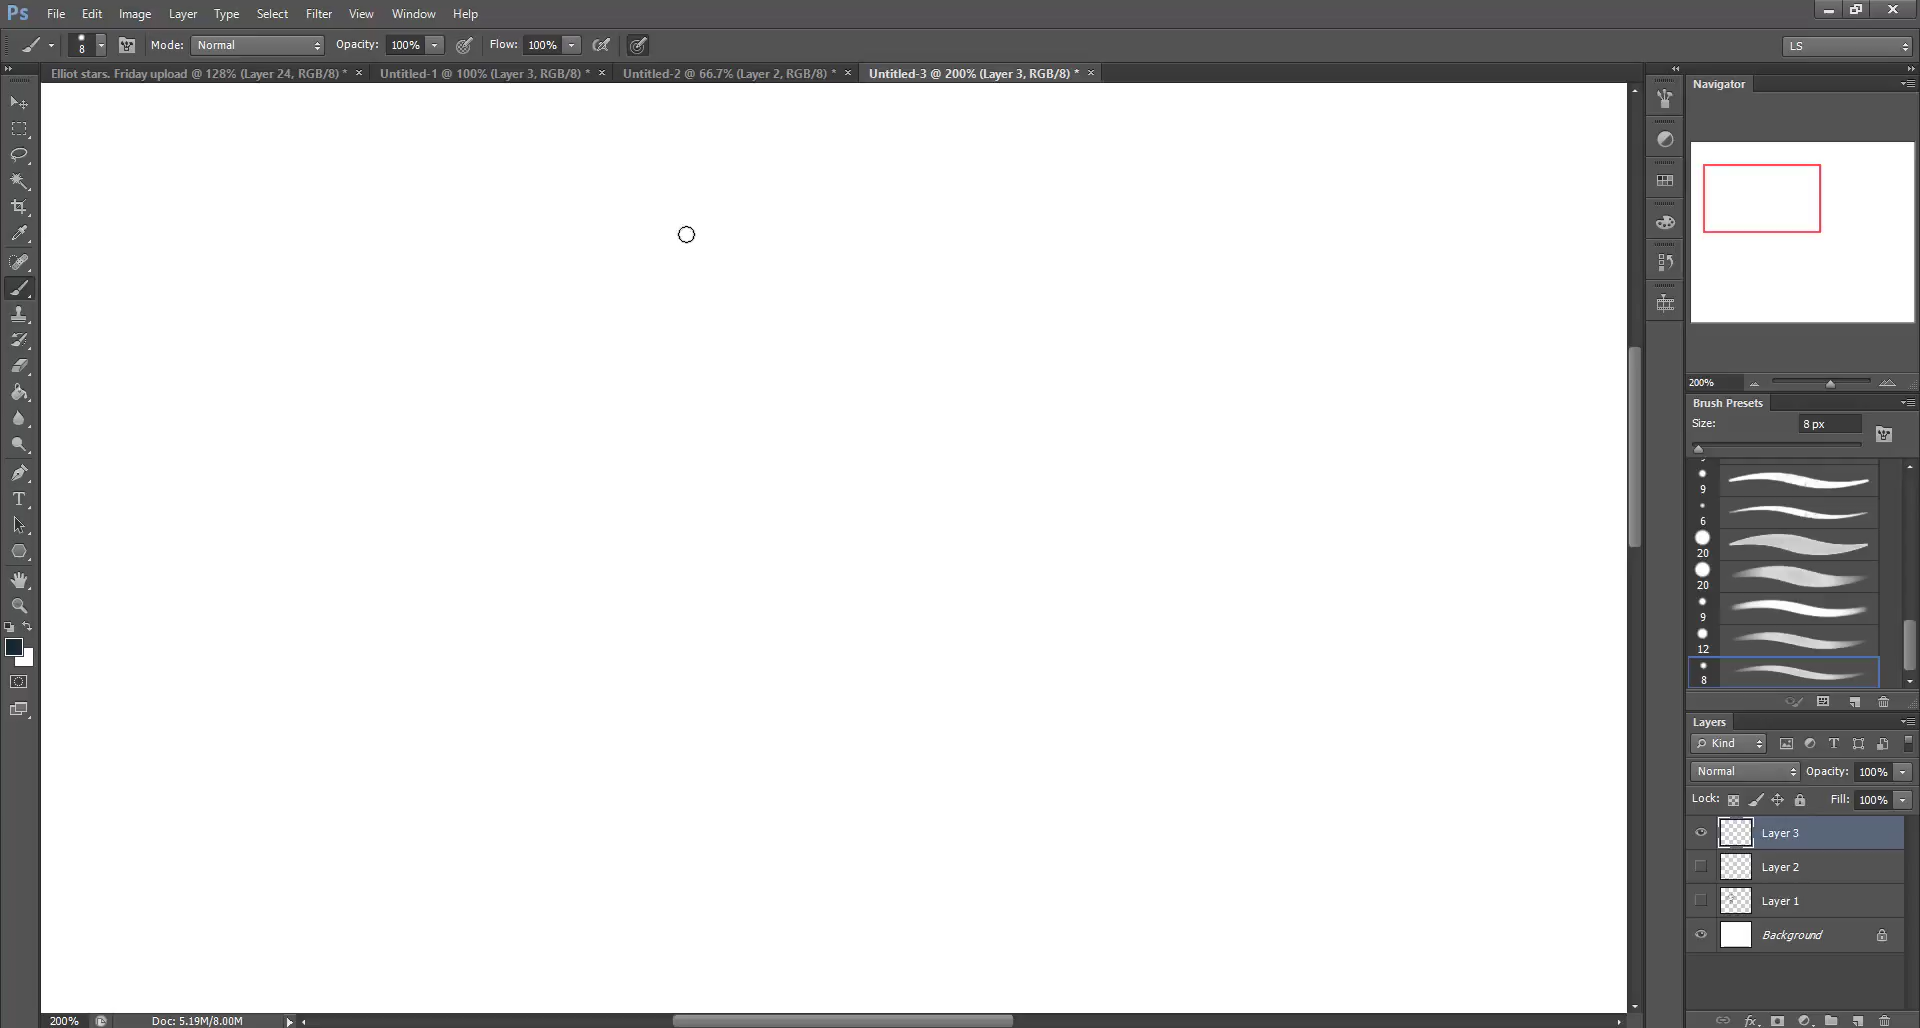 Ps File Edit Image Layer Type Select Filter View Window Help
8 Mode: Normal Opacity: 100% Flow: 100% LS
Elliot stars. Friday upload @ 128% (Layer 24, RGB/8) * × Untitled-1 @ 100% (Layer 3, RGB/8) * × Untitled-2 @ 66.7% (Layer 2, RGB/8) * × Untitled-3 @ 200% (Layer 3, RGB/8) * ×
Navigator
200%
Brush Presets
Size: 8 px
9
6
20
20
9
12
8
Layers
Kind
Normal Opacity: 100%
Lock: Fill: 100%
Layer 3
Layer 2
Layer 1
Background
200% Doc: 5.19M/8.00M